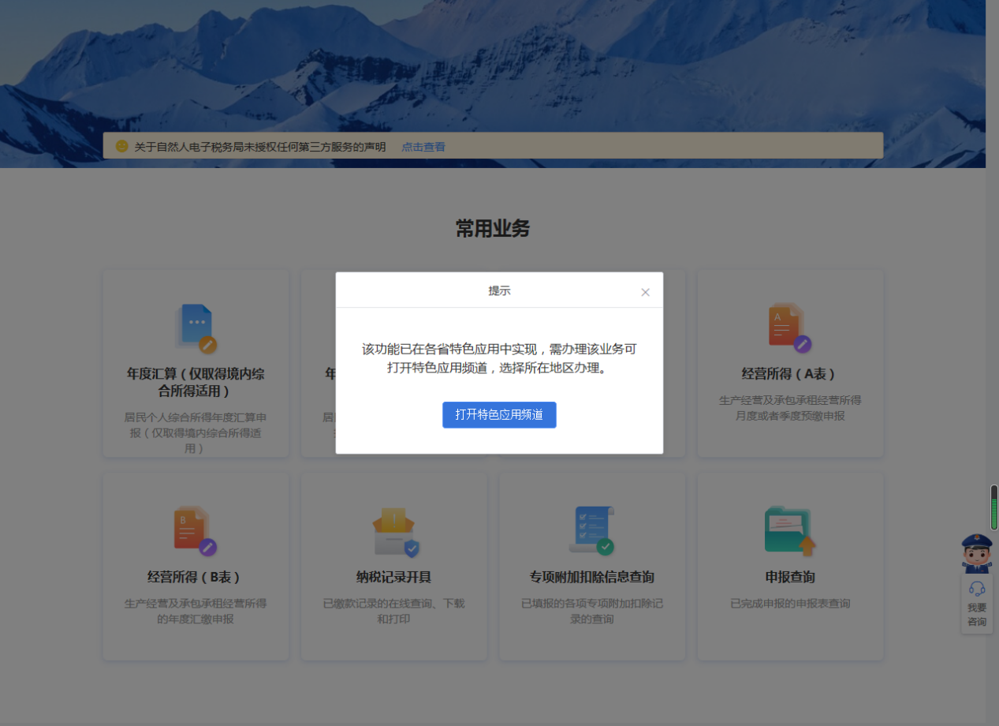 关于自然人电子税务局未授权任何第三方服务的声明 点击查看
常用业务
提示
该功能已在各省特色应用中实现，需办理该业务可
打开特色应用频道，选择所在地区办理。
打开特色应用频道
年度汇算（仅取得境内综
合所得适用）
居民个人综合所得年度汇算申
报（仅取得境内综合所得适
用）
年
居
经营所得（A表）
生产经营及承包承租经营所得
月度或者季度预缴申报
A
B
经营所得（B表）
生产经营及承包承租经营所得
的年度汇缴申报
纳税记录开具
已缴款记录的在线查询、下载
和打印
专项附加扣除信息查询
已填报的各项专项附加扣除记
录的查询
申报查询
已完成申报的申报表查询
我要
咨询